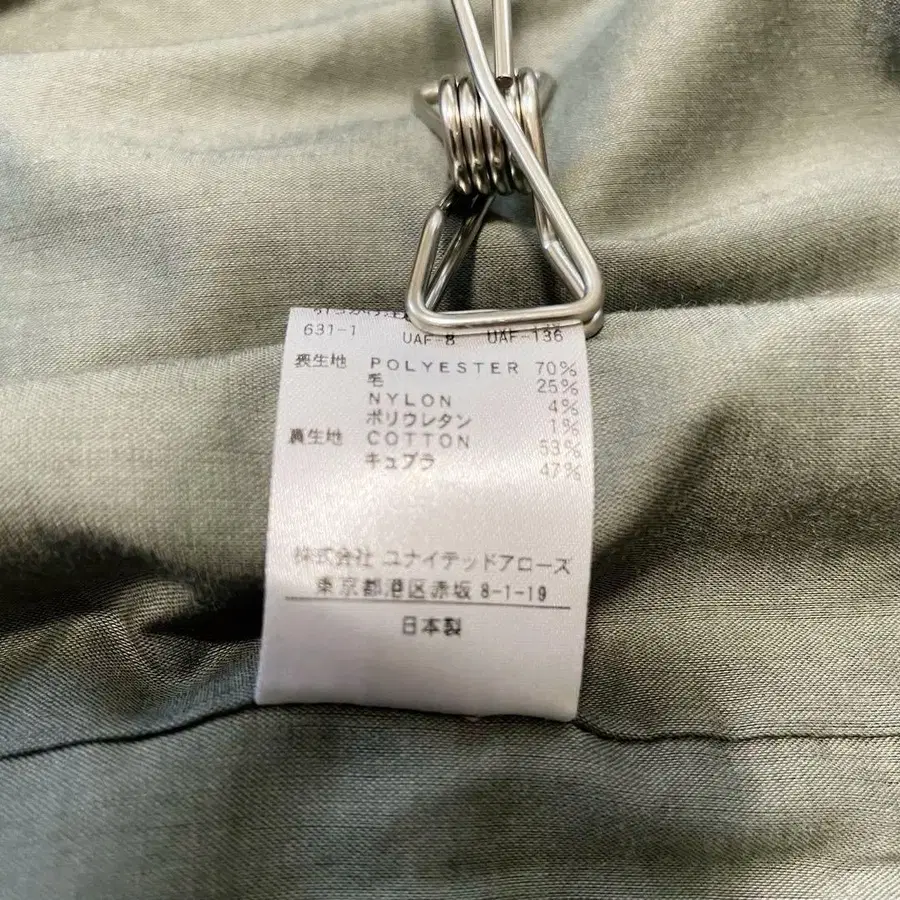 631-1 UAF-8 UAF-136
表生地 POLYESTER 70%
毛 25%
NYLON 4%
ポリウレタン 1%
裏生地 COTTON 53%
キュプラ 47%
株式会社 ユナイテッドアローズ
東京都港区赤坂 8-1-19
日本製